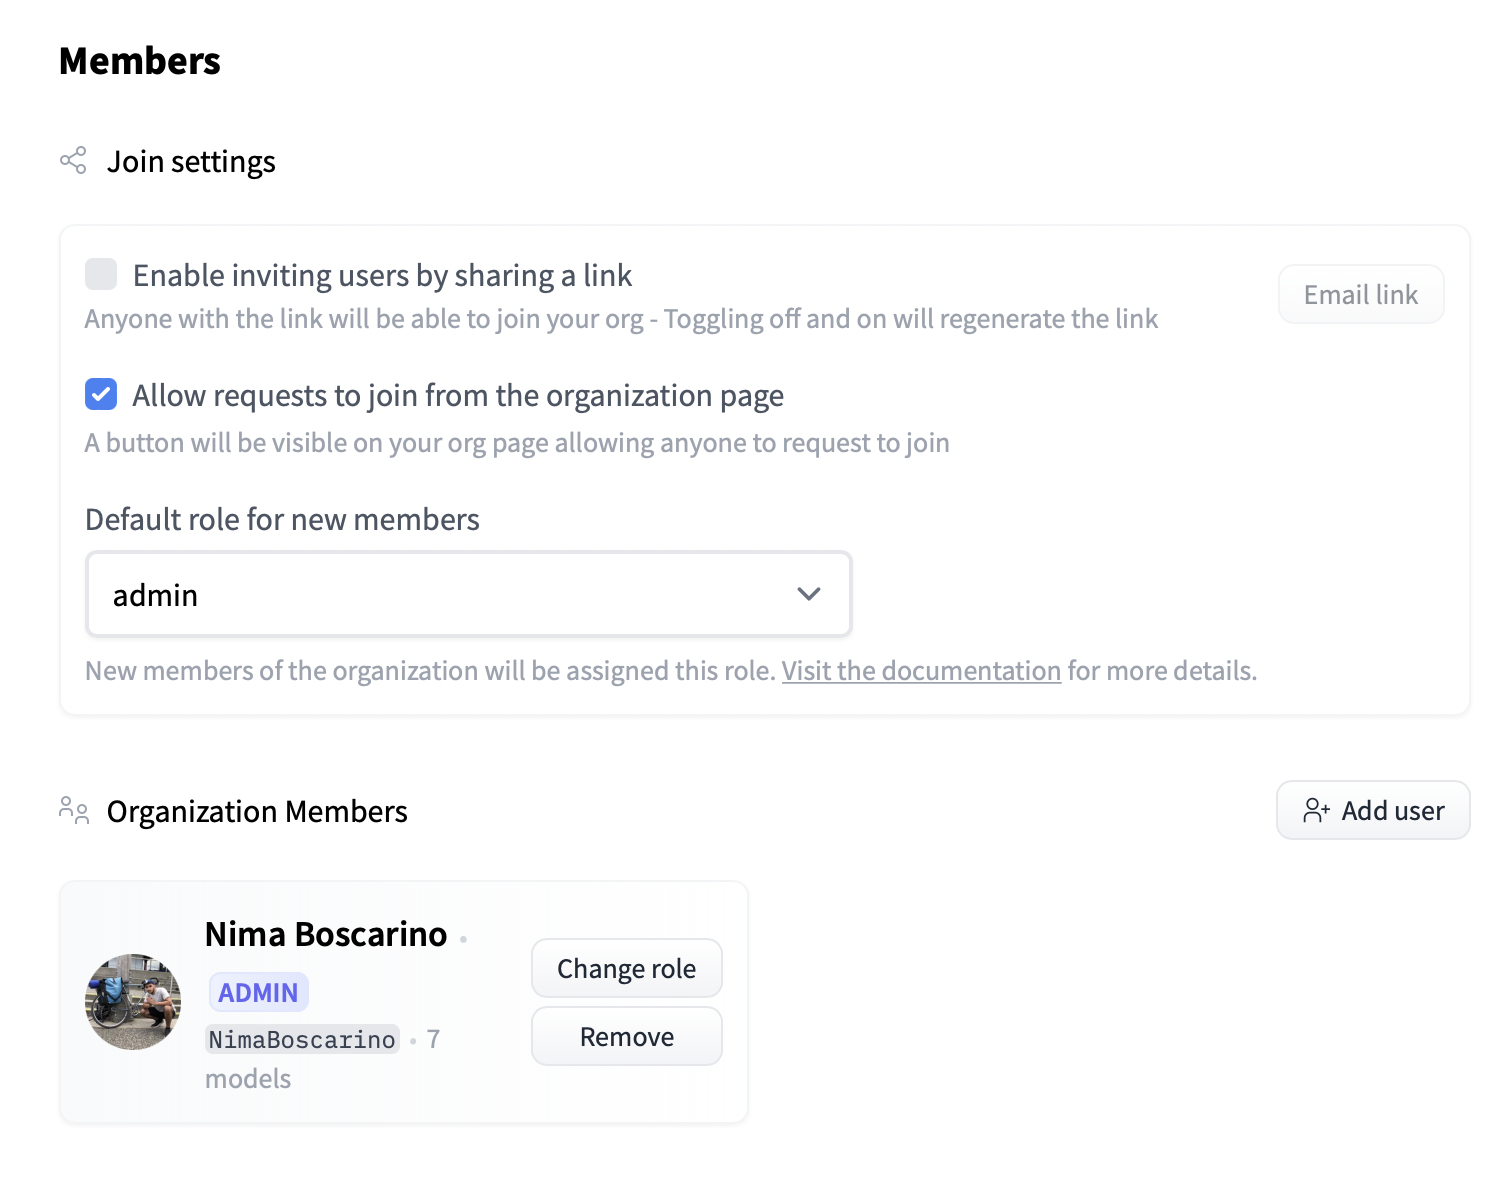 Members
Join settings
Enable inviting users by sharing a link
Email link
Anyone with the link will be able to join your org - Toggling off and on will regenerate the link
Allow requests to join from the organization page
A button will be visible on your org page allowing anyone to request to join
Default role for new members
admin
New members of the organization will be assigned this role. Visit the documentation for more details.
Organization Members
Add user
Nima Boscarino •
ADMIN
NimaBoscarino • 7
models
Change role
Remove